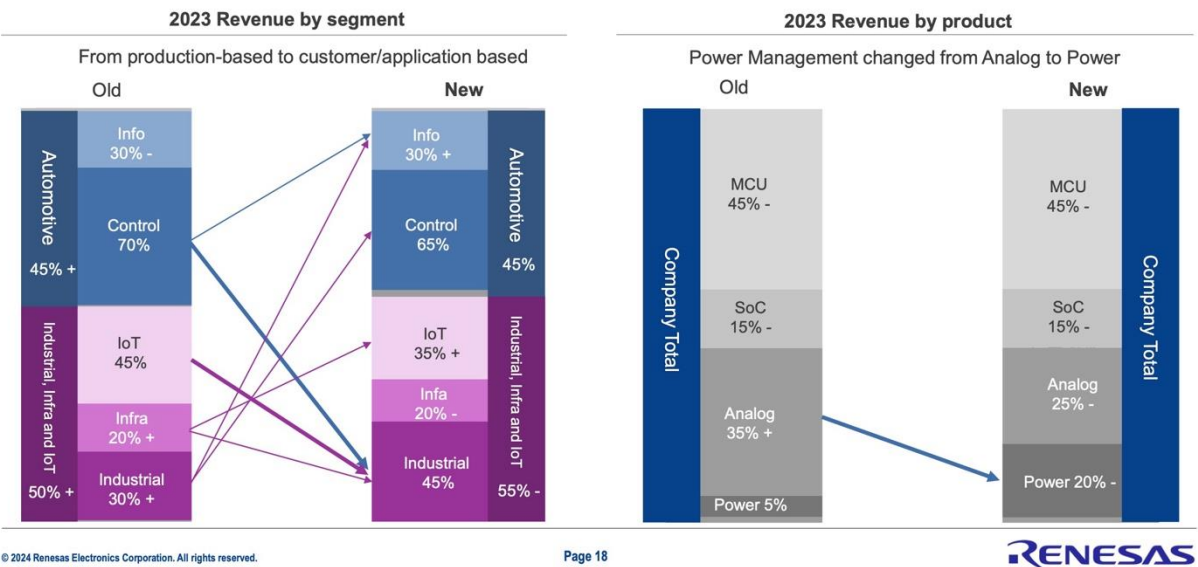 2023 Revenue by segment
From production-based to customer/application based
Old
New
Automotive
45% +
Info
30% -
Control
70%
Industrial, Infra and IoT
50% +
IoT
45%
Infra
20% +
Industrial
30% +
Info
30% +
Control
65%
Automotive
45%
IoT
35% +
Infa
20% -
Industrial
45%
Industrial, Infra and IoT
55% -
2023 Revenue by product
Power Management changed from Analog to Power
Old
New
Company Total
MCU
45% -
SoC
15% -
Analog
35% +
Power 5%
MCU
45% -
SoC
15% -
Analog
25% -
Power 20% -
Company Total
© 2024 Renesas Electronics Corporation. All rights reserved.
Page 18
RENESAS